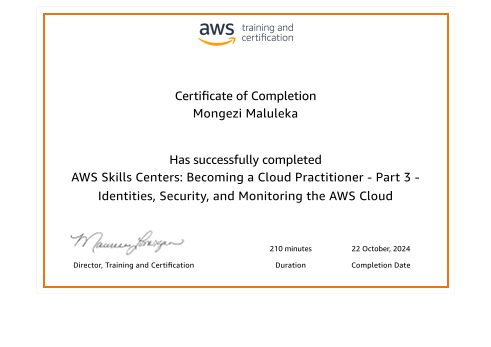 aws training and
certification
Certificate of Completion
Mongezi Maluleka
Has successfully completed
AWS Skills Centers: Becoming a Cloud Practitioner - Part 3 -
Identities, Security, and Monitoring the AWS Cloud
210 minutes 22 October, 2024
Director, Training and Certification Duration Completion Date